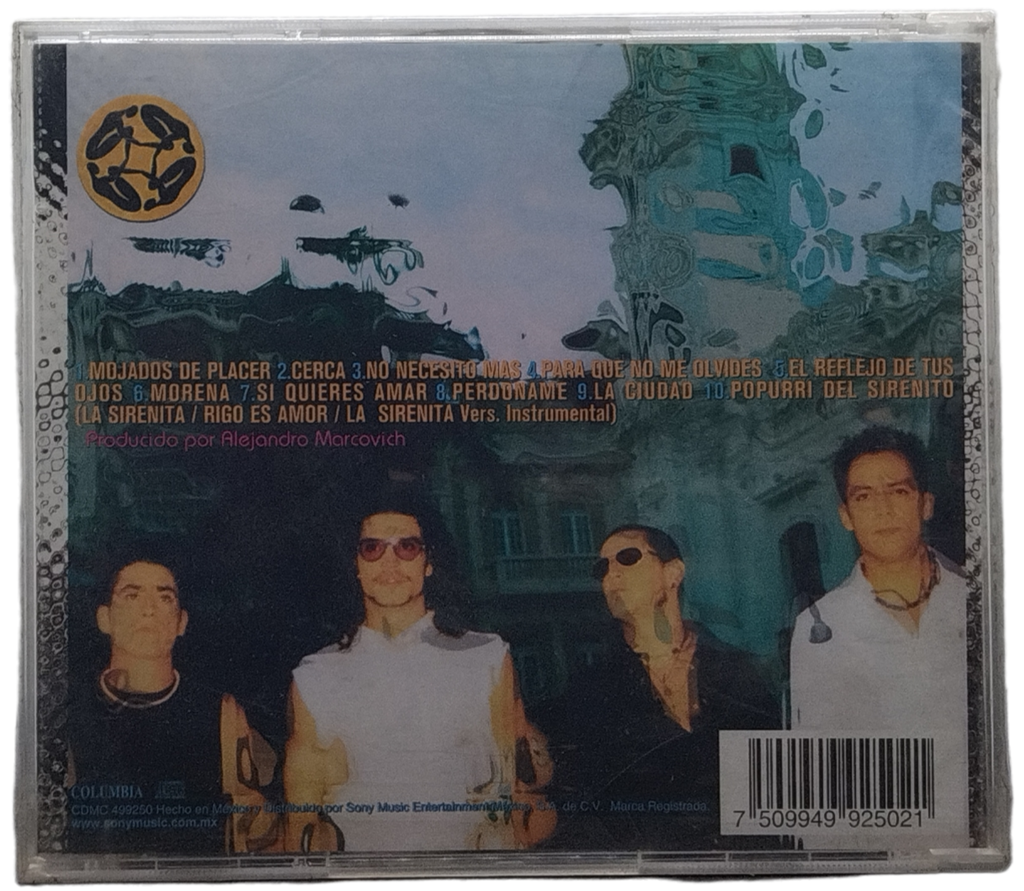 1.MOJADOS DE PLACER 2.CERCA 3.NO NECESITO MAS 4.PARA QUE NO ME OLVIDES 5.EL REFLEJO DE TUS
OJOS 6.MORENA 7.SI QUIERES AMAR 8.PERDONAME 9.LA CIUDAD 10.POPURRI DEL SIRENITO
(LA SIRENITA / RIGO ES AMOR / LA SIRENITA Vers. Instrumental)
Producido por Alejandro Marcovich
COLUMBIA
CDMC 499250 Hecho en México y Distribuido por Sony Music Entertainment México, S.A. de C.V. Marca Registrada.
www.sonymusic.com.mx
7 509949 925021